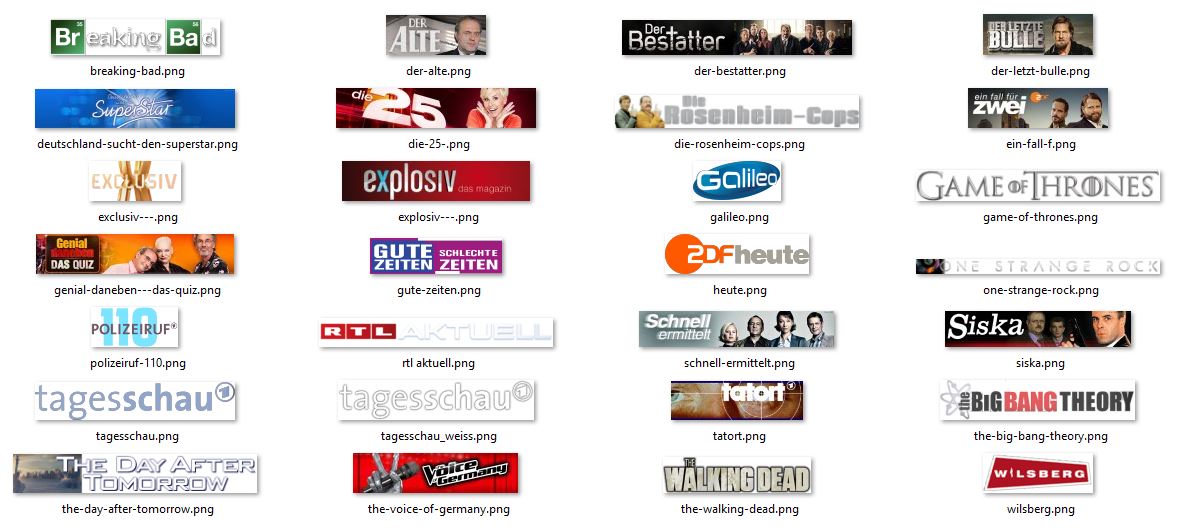 35 56
Breaking Bad
DER ALTE
Der Bestatter
DER LETZTE BULLE
breaking-bad.png
der-alte.png
der-bestatter.png
der-letzt-bulle.png
SuperStar
die 25
Die Rosenheim-Cops
ein fall für zwei ZDF
deutschland-sucht-den-superstar.png
die-25-.png
die-rosenheim-cops.png
ein-fall-f.png
EXCLUSIV
explosiv das magazin
Galileo
GAME OF THRONES
exclusiv---.png
explosiv---.png
galileo.png
game-of-thrones.png
Genial daneben
DAS QUIZ
GUTE ZEITEN
SCHLECHTE ZEITEN
ZDFheute
ONE STRANGE ROCK
genial-daneben---das-quiz.png
gute-zeiten.png
heute.png
one-strange-rock.png
110
POLIZEIRUF
RTL AKTUELL
Schnell ermittelt
Siska
polizeiruf-110.png
rtl aktuell.png
schnell-ermittelt.png
siska.png
tagesschau
tagesschau
tatort
the BIG BANG THEORY
tagesschau.png
tagesschau_weiss.png
tatort.png
the-big-bang-theory.png
THE DAY AFTER
TOMORROW
The Voice of Germany
THE WALKING DEAD
WILSBERG
the-day-after-tomorrow.png
the-voice-of-germany.png
the-walking-dead.png
wilsberg.png